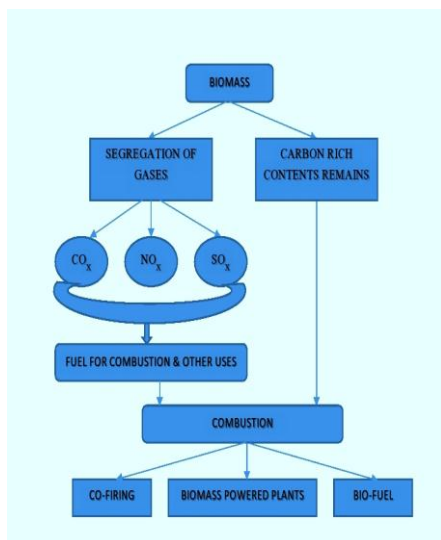 BIOMASS
SEGREGATION OF
GASES
CARBON RICH
CONTENTS REMAINS
COX
NOX
SOX
FUEL FOR COMBUSTION & OTHER USES
COMBUSTION
CO-FIRING
BIOMASS POWERED PLANTS
BIO-FUEL